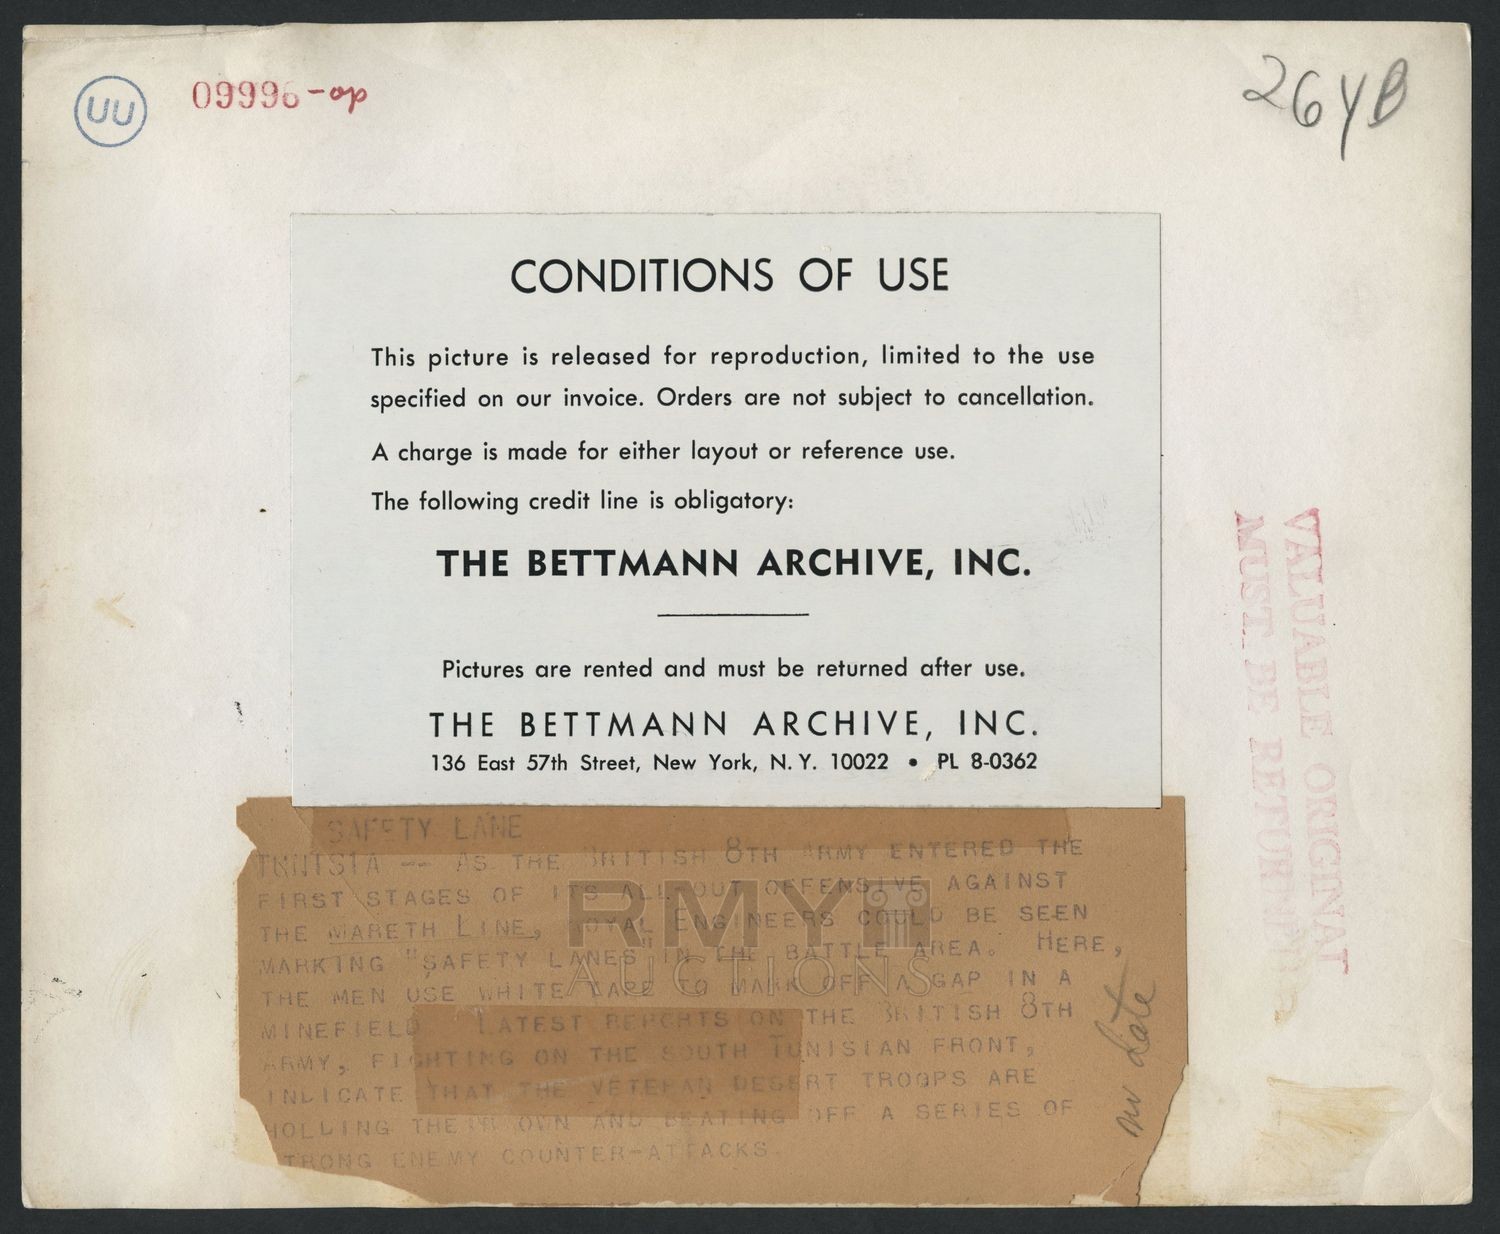 UU
264B
CONDITIONS OF USE
This picture is released for reproduction, limited to the use
specified on our invoice. Orders are not subject to cancellation.
A charge is made for either layout or reference use.
The following credit line is obligatory:
THE BETTMANN ARCHIVE, INC.
Pictures are rented and must be returned after use.
THE BETTMANN ARCHIVE, INC.
136 East 57th Street, New York, N. Y. 10022 • PL 8-0362
VALUABLE ORIGINAL
MUST BE RETURNED
SAFETY LANE
TUNISIA -- AS THE BRITISH 8TH ARMY ENTERED THE
FIRST STAGES OF ITS ALL OUT OFFENSIVE AGAINST
THE MARETH LINE, ROYAL ENGINEERS COULD BE SEEN
MARKING "SAFETY LANES" IN THE BATTLE AREA. HERE,
THE MEN USE WHITE TAPE TO MARK OFF A GAP IN A
MINEFIELD. LATEST REPORTS ON THE BRITISH 8TH
ARMY, FIGHTING ON THE SOUTH TUNISIAN FRONT,
INDICATE THAT THE VETERAN DESERT TROOPS ARE
HOLDING THEIR OWN AND BEATING OFF A SERIES OF
STRONG ENEMY COUNTER-ATTACKS.
no date
RMY AUCTIONS